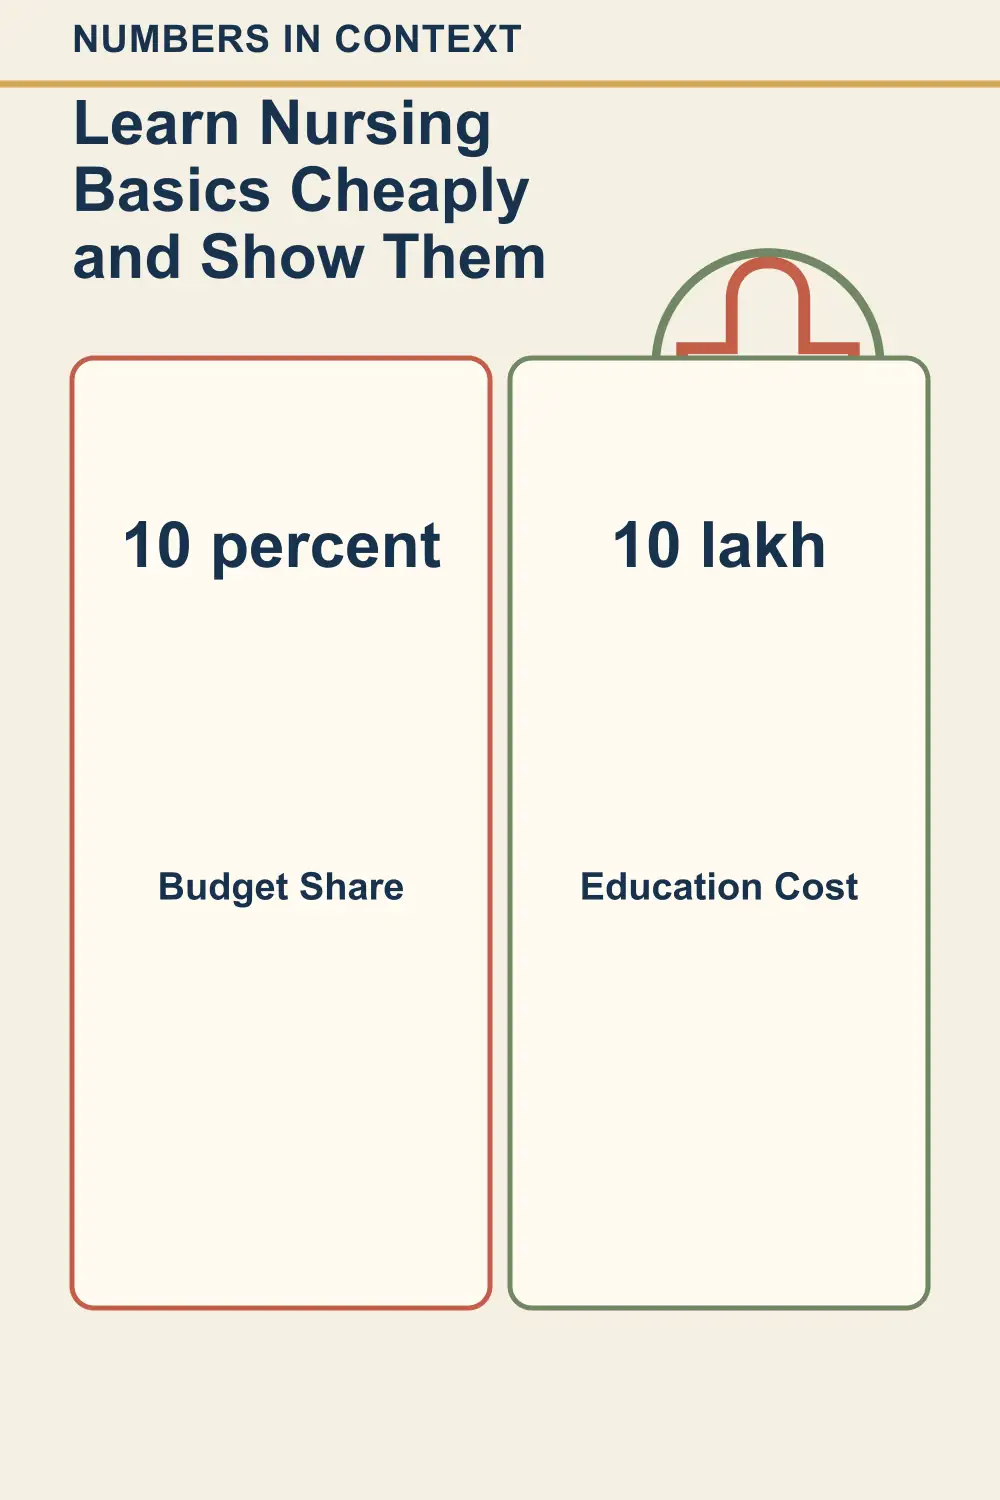 NUMBERS IN CONTEXT
Learn Nursing
Basics Cheaply
and Show Them
10 percent
Budget Share
10 lakh
Education Cost